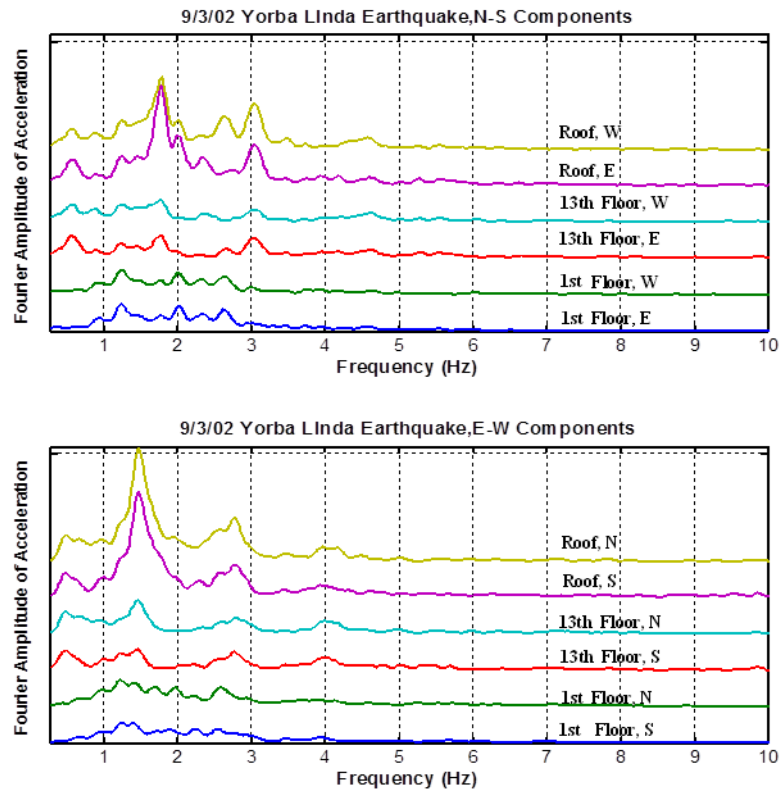 9/3/02 Yorba LInda Earthquake,N-S Components
Fourier Amplitude of Acceleration
Roof, W
Roof, E
13th Floor, W
13th Floor, E
1st Floor, W
1st Floor, E
1 2 3 4 5 6 7 8 9 10
Frequency (Hz)
9/3/02 Yorba LInda Earthquake,E-W Components
Fourier Amplitude of Acceleration
Roof, N
Roof, S
13th Floor, N
13th Floor, S
1st Floor, N
1st Floor, S
1 2 3 4 5 6 7 8 9 10
Frequency (Hz)